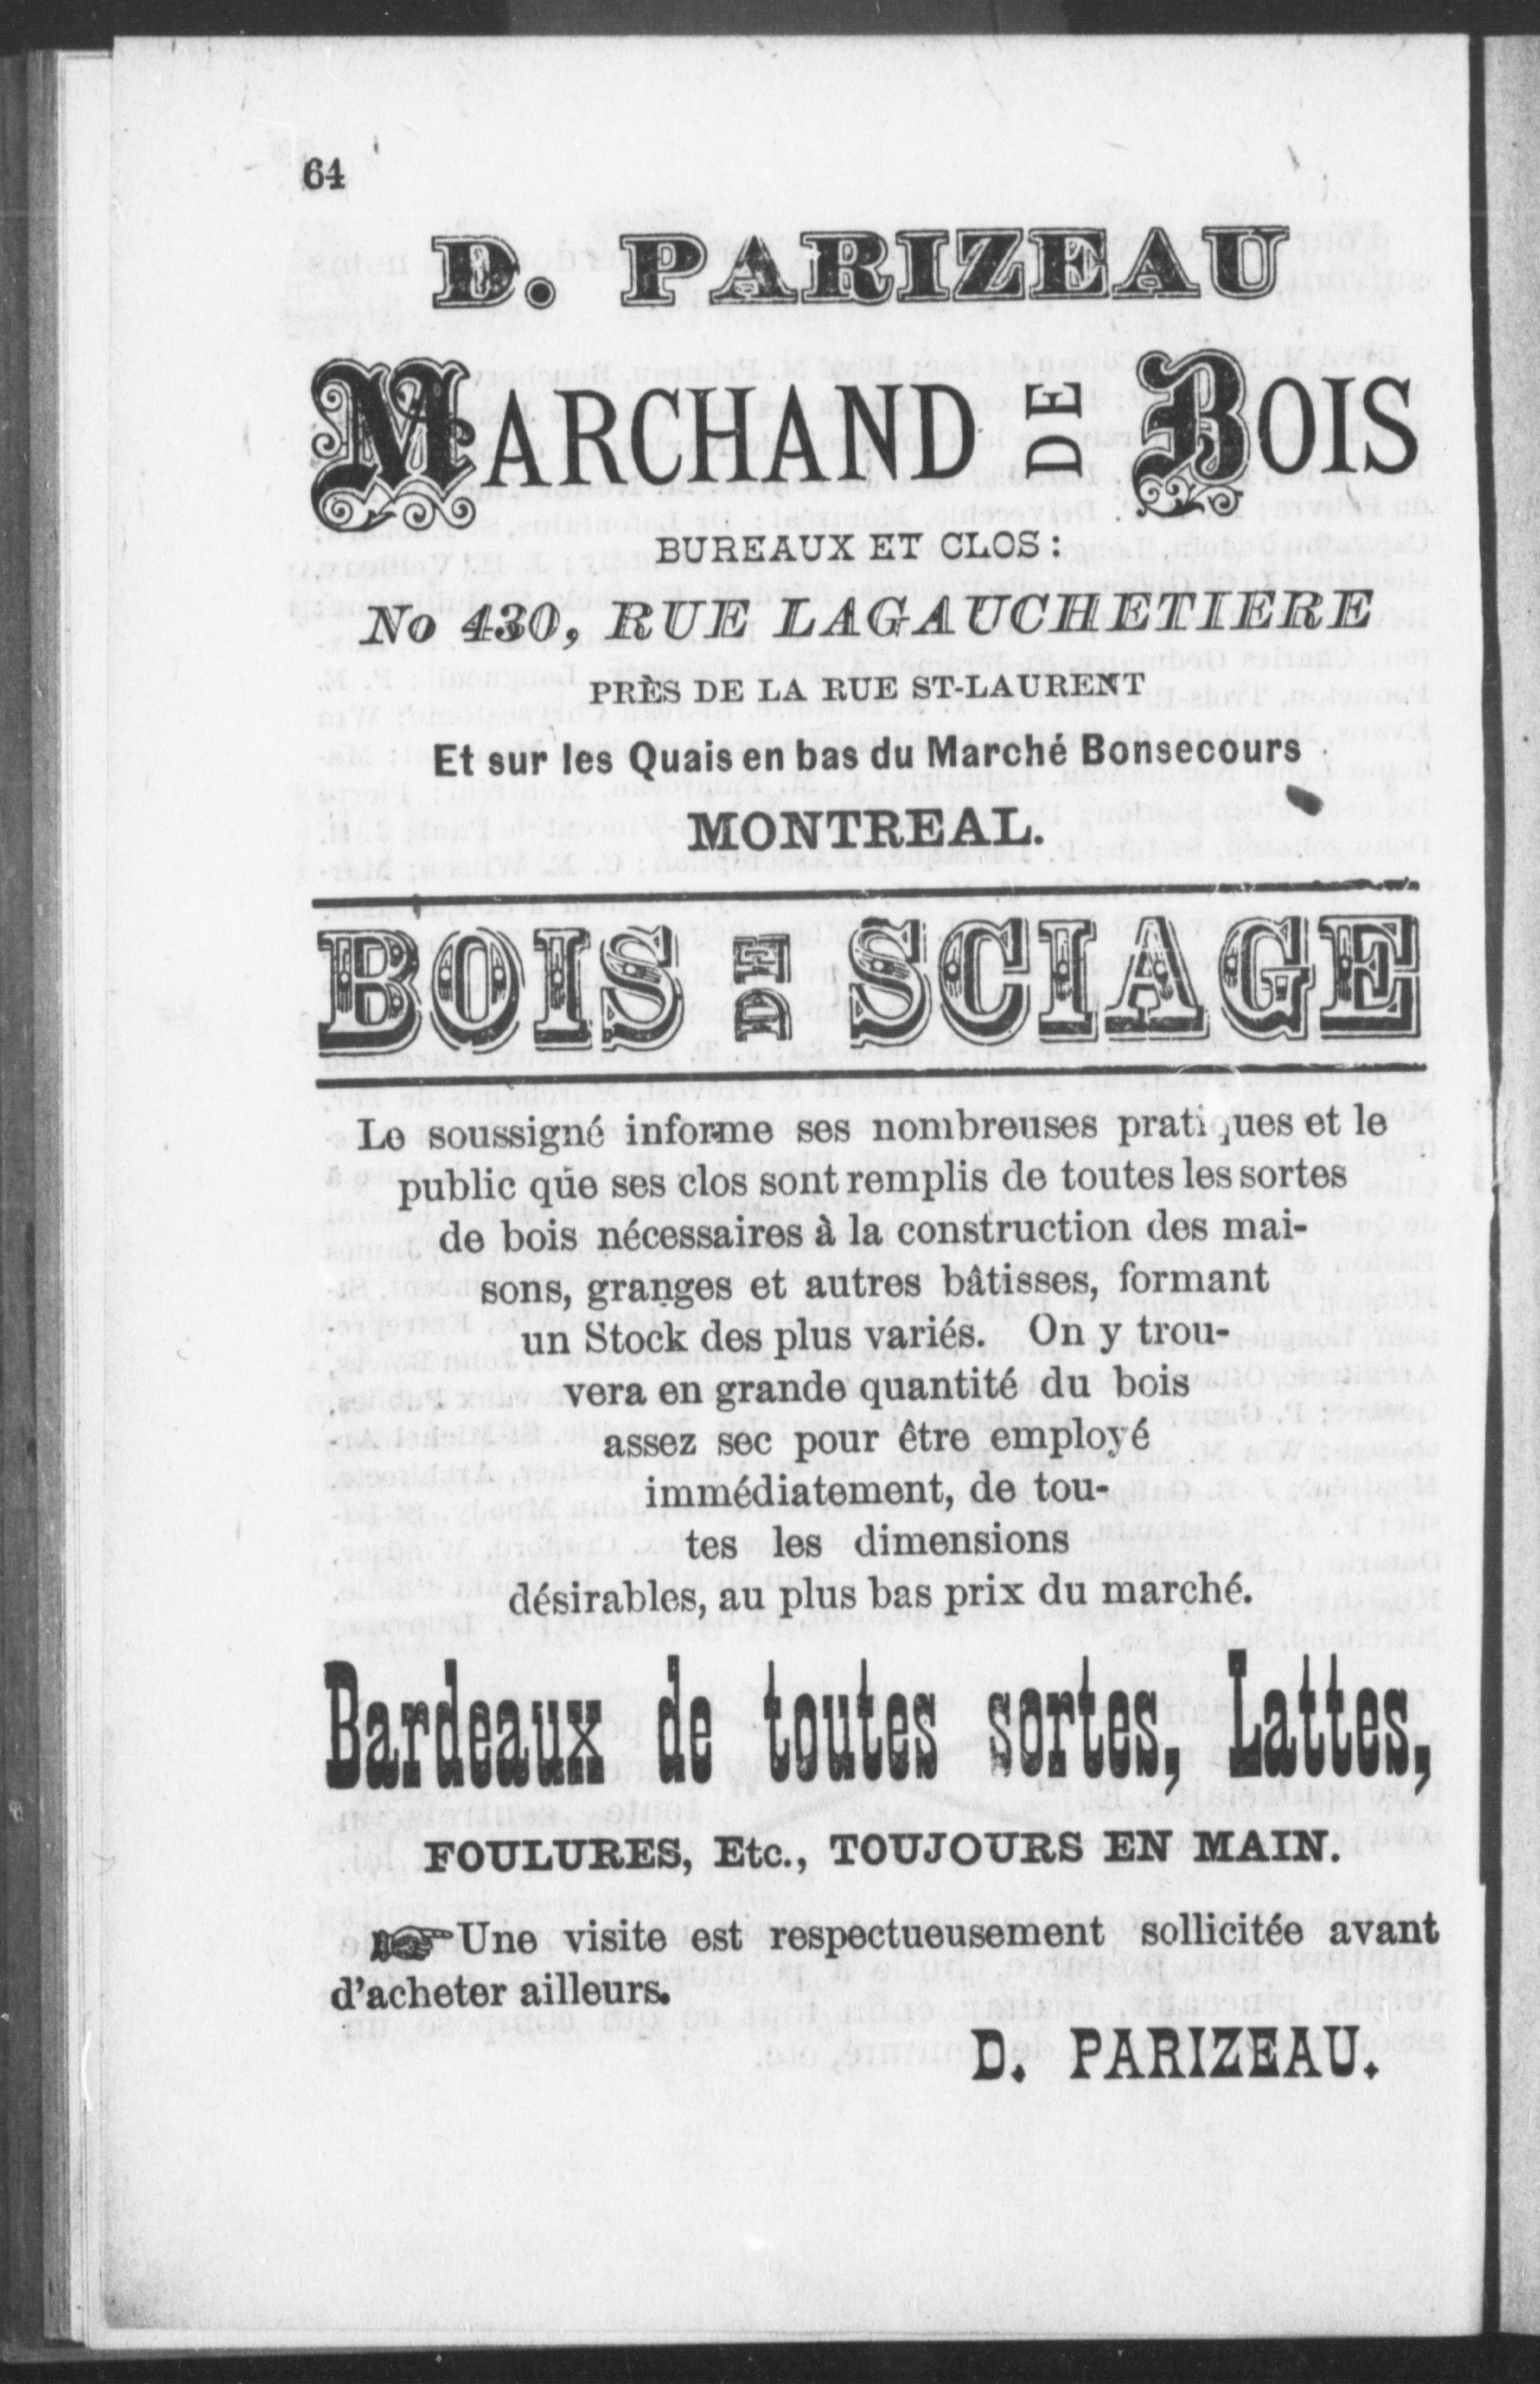 64
D. PARIZEAU
MARCHAND DE BOIS
BUREAUX ET CLOS :
No 430, RUE LAGAUCHETIERE
PRÈS DE LA RUE ST-LAURENT
Et sur les Quais en bas du Marché Bonsecours
MONTREAL.
BOIS DE SCIAGE
Le soussigné informe ses nombreuses pratiques et le
public que ses clos sont remplis de toutes les sortes
de bois nécessaires à la construction des mai-
sons, granges et autres bâtisses, formant
un Stock des plus variés. On y trou-
vera en grande quantité du bois
assez sec pour être employé
immédiatement, de tou-
tes les dimensions
désirables, au plus bas prix du marché.
Bardeaux de toutes sortes, Lattes,
FOULURES, Etc., TOUJOURS EN MAIN.
☞ Une visite est respectueusement sollicitée avant
d'acheter ailleurs.
D. PARIZEAU.